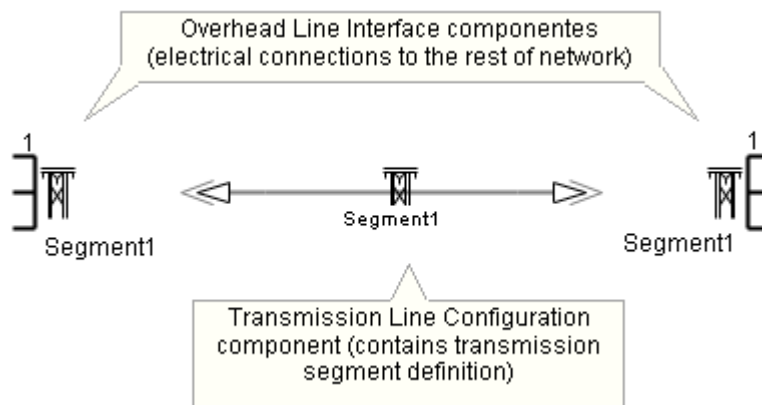 Overhead Line Interface componentes
(electrical connections to the rest of network)
1
1
Segment1
Segment1
Segment1
Transmission Line Configuration
component (contains transmission
segment definition)